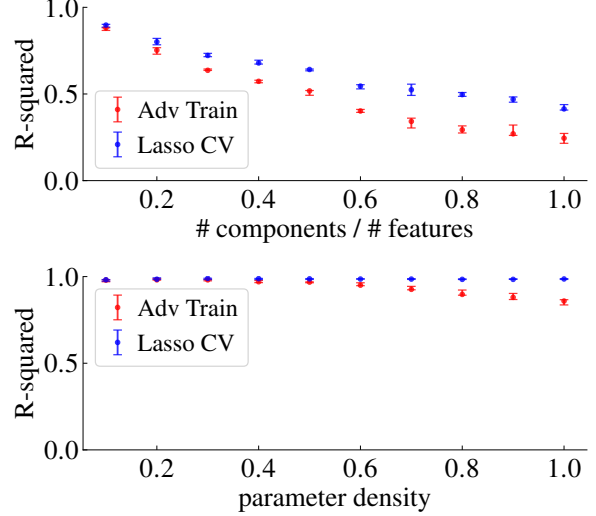 R-squared
1.0
0.5
0.0
Adv Train
Lasso CV
0.2 0.4 0.6 0.8 1.0
# components / # features
R-squared
1.0
0.5
0.0
Adv Train
Lasso CV
0.2 0.4 0.6 0.8 1.0
parameter density